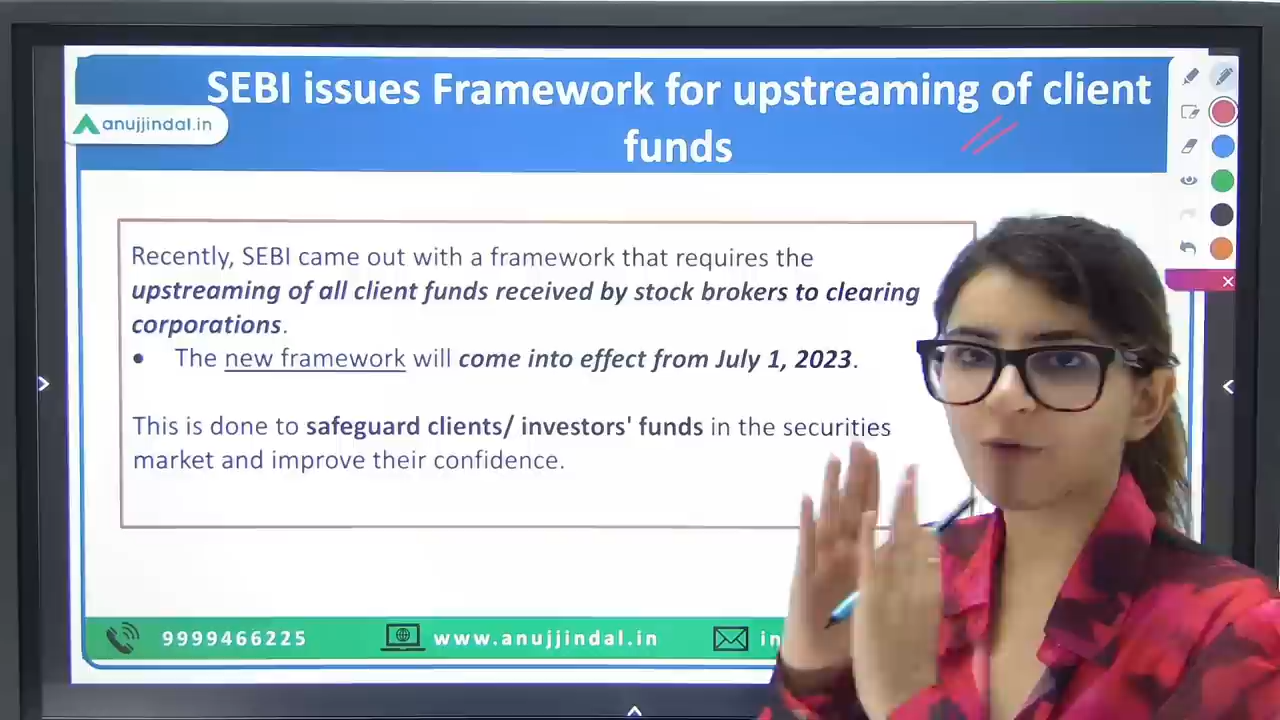 SEBI issues Framework for upstreaming of client
funds
anujjindal.in
Recently, SEBI came out with a framework that requires the
upstreaming of all client funds received by stock brokers to clearing
corporations.
• The new framework will come into effect from July 1, 2023.
This is done to safeguard clients/ investors' funds in the securities
market and improve their confidence.
9999466225
www.anujjindal.in